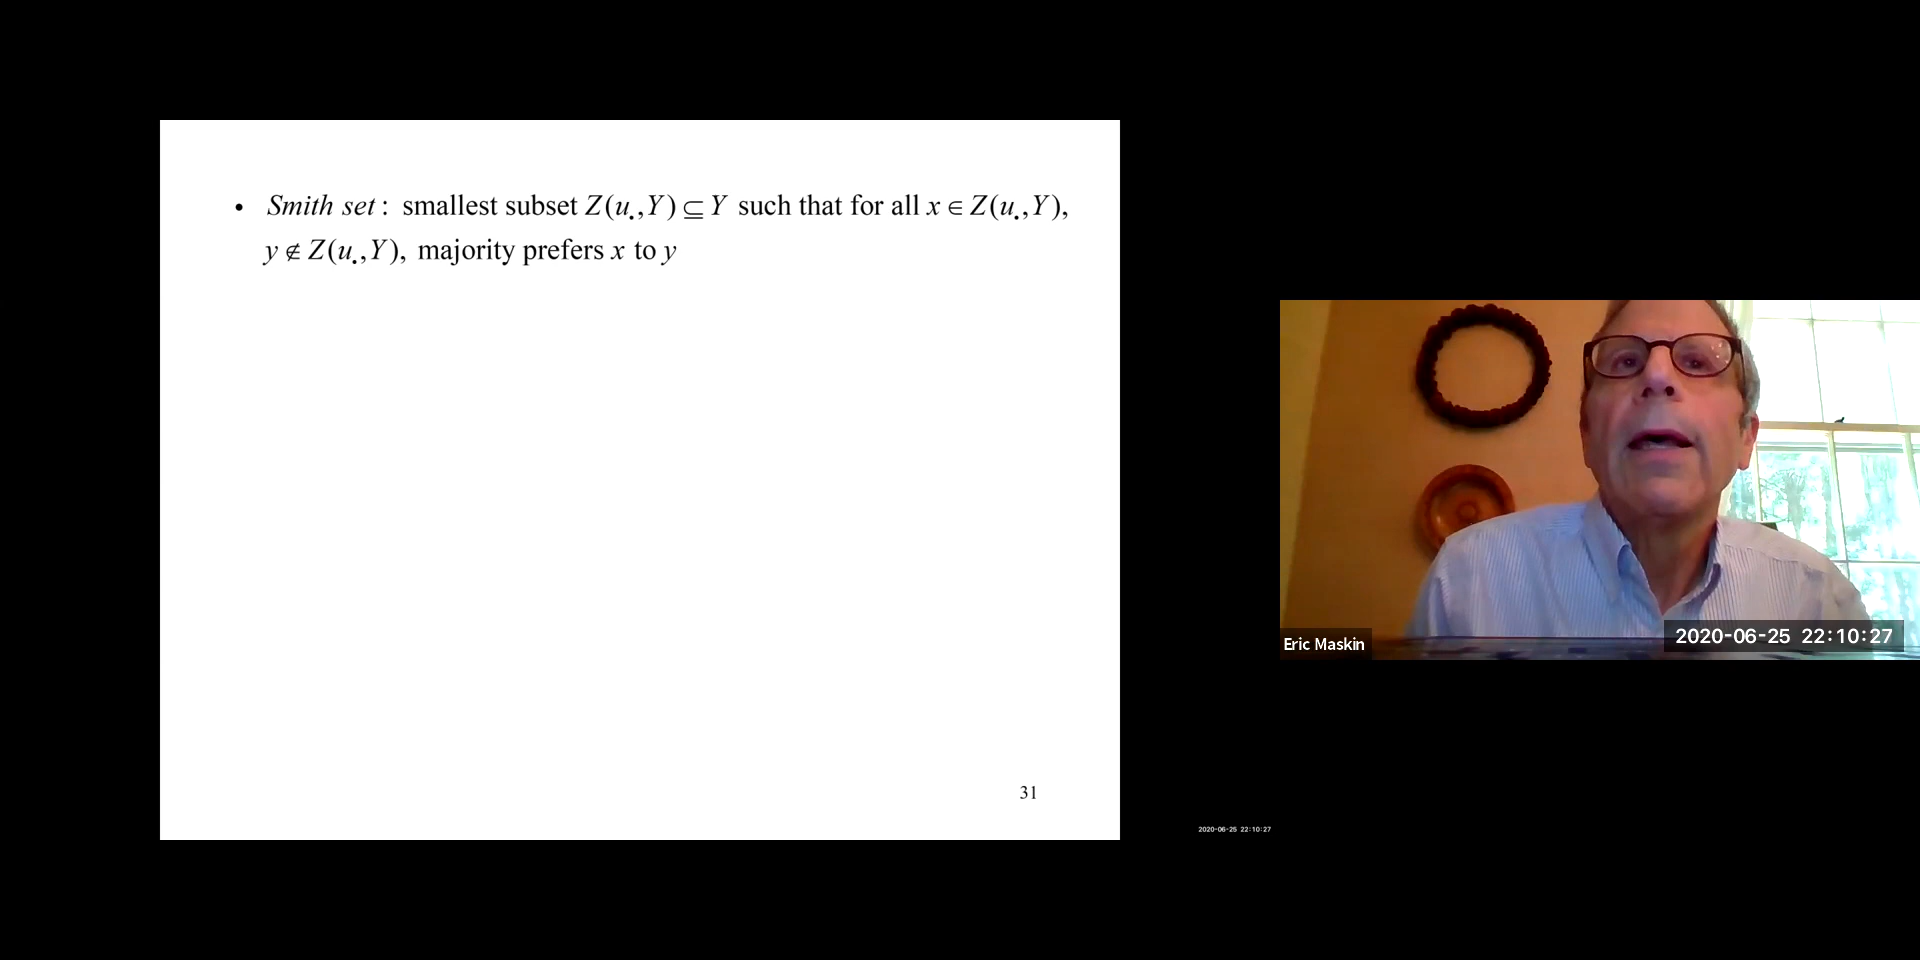 • Smith set : smallest subset Z(u.,Y) ⊆ Y such that for all x ∈ Z(u.,Y),
y ∉ Z(u.,Y), majority prefers x to y
31
Eric Maskin
2020-06-25 22:10:27
2020-06-25 22:10:27